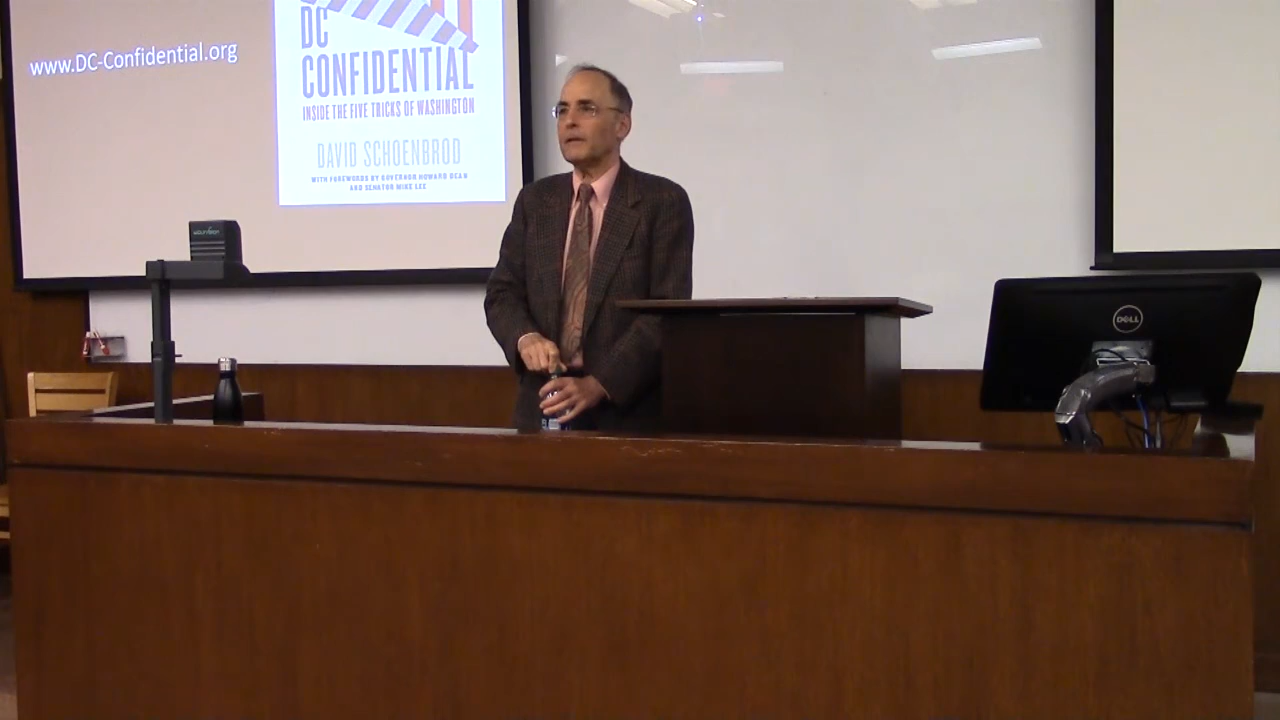 www.DC-Confidential.org
DC
CONFIDENTIAL
INSIDE THE FIVE TRICKS OF WASHINGTON
DAVID SCHOENBROD
WITH FOREWORDS BY GOVERNOR HOWARD DEAN
AND SENATOR MIKE LEE
WolfVision
DELL